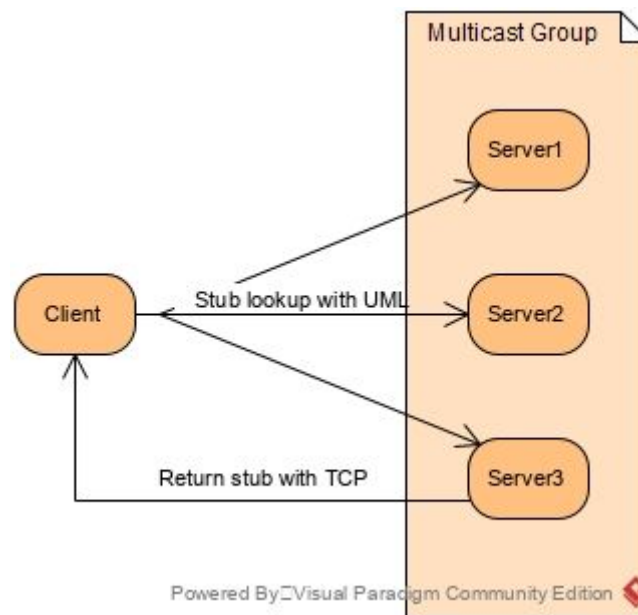 Multicast Group
Server1
Stub lookup with UML
Client
Server2
Return stub with TCP
Server3
Powered By□Visual Paradigm Community Edition